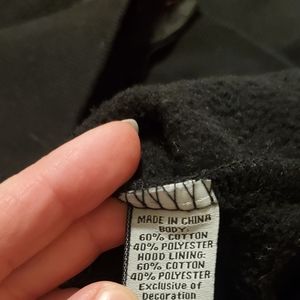 MADE IN CHINA
BODY:
60% COTTON
40% POLYESTER
HOOD LINING:
60% COTTON
40% POLYESTER
Exclusive of
Decoration